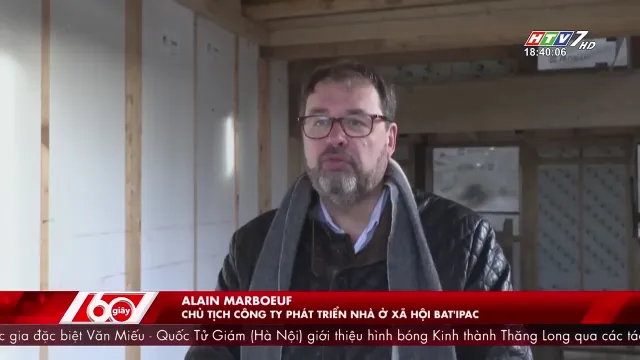 HTV7 HD
18:40:06
ALAIN MARBOEUF
60 giây
CHỦ TỊCH CÔNG TY PHÁT TRIỂN NHÀ Ở XÃ HỘI BAT'IPAC
gia đặc biệt Văn Miếu - Quốc Tử Giám (Hà Nội) giới thiệu hình bóng Kinh thành Thăng Long qua các